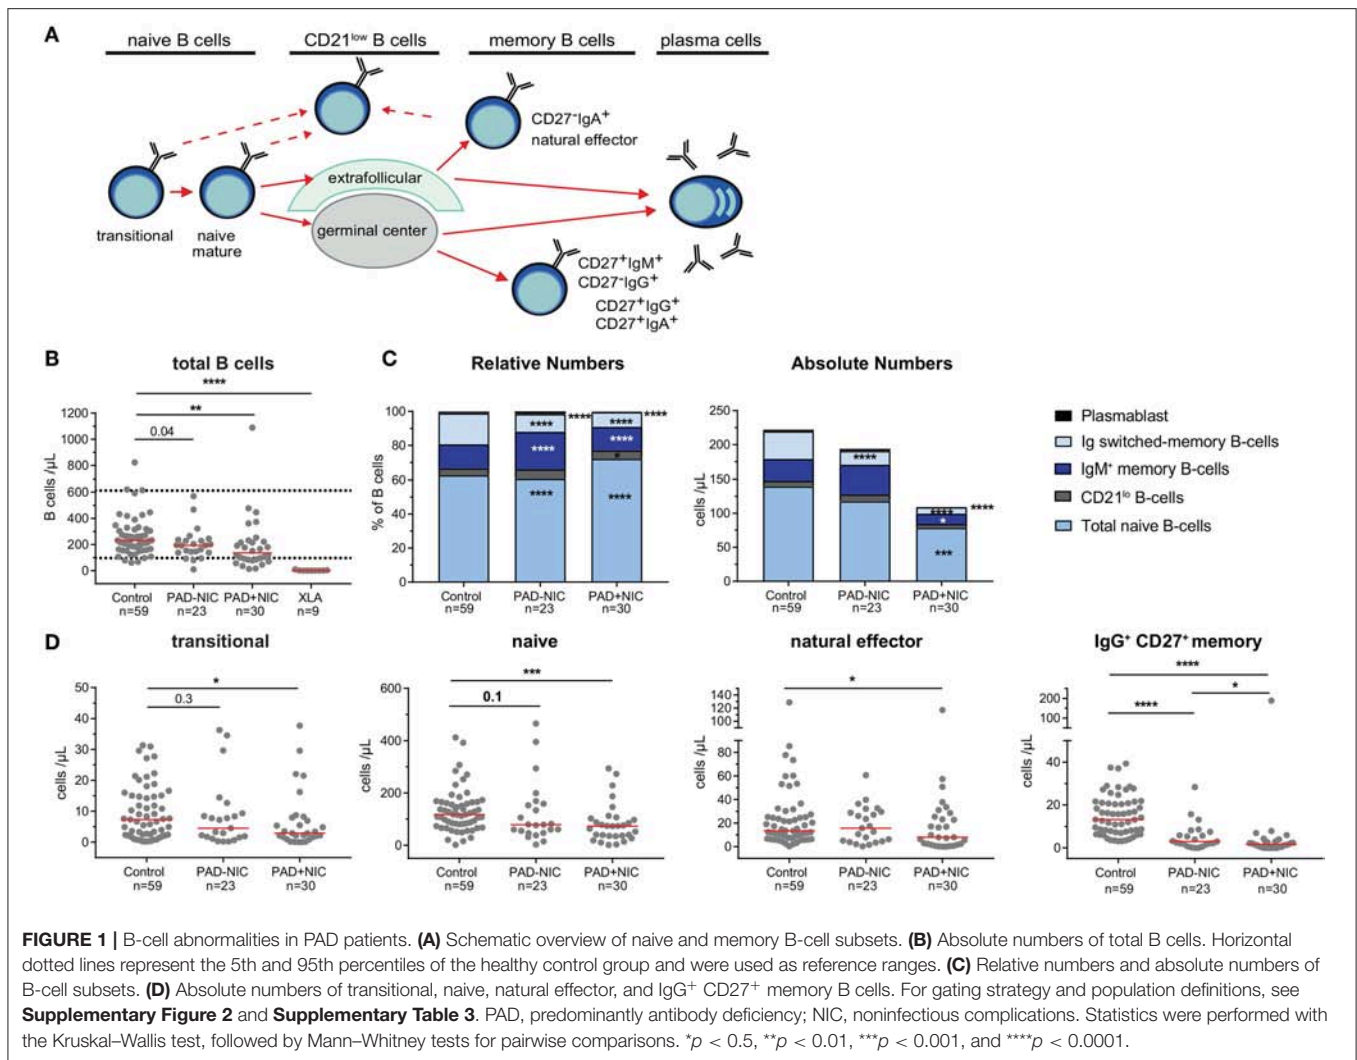 A
naive B cells
CD21low B cells
memory B cells
plasma cells
CD27-IgA+
natural effector
extrafollicular
germinal center
transitional
naive
mature
CD27+IgM+
CD27-IgG+
CD27+IgG+
CD27+IgA+
B
total B cells
****
**
0.04
B cells /µL
1200
1000
800
600
400
200
0
Control
n=59
PAD-NIC
n=23
PAD+NIC
n=30
XLA
n=9
C
Relative Numbers
% of B cells
100
80
60
40
20
0
****
****
****
****
****
****
*
****
****
Control
n=59
PAD-NIC
n=23
PAD+NIC
n=30
Absolute Numbers
cells /µL
250
200
150
100
50
0
****
****
****
*
***
Control
n=59
PAD-NIC
n=23
PAD+NIC
n=30
Plasmablast
Ig switched-memory B-cells
IgM+ memory B-cells
CD21lo B-cells
Total naive B-cells
D
transitional
*
0.3
cells /µL
50
40
30
20
10
0
Control
n=59
PAD-NIC
n=23
PAD+NIC
n=30
naive
***
0.1
cells /µL
600
400
200
0
Control
n=59
PAD-NIC
n=23
PAD+NIC
n=30
natural effector
*
cells /µL
140
120
100
80
60
40
20
0
Control
n=59
PAD-NIC
n=23
PAD+NIC
n=30
IgG+ CD27+ memory
****
*
****
cells /µL
200
100
40
20
0
Control
n=59
PAD-NIC
n=23
PAD+NIC
n=30
FIGURE 1 | B-cell abnormalities in PAD patients. (A) Schematic overview of naive and memory B-cell subsets. (B) Absolute numbers of total B cells. Horizontal
dotted lines represent the 5th and 95th percentiles of the healthy control group and were used as reference ranges. (C) Relative numbers and absolute numbers of
B-cell subsets. (D) Absolute numbers of transitional, naive, natural effector, and IgG+ CD27+ memory B cells. For gating strategy and population definitions, see
Supplementary Figure 2 and Supplementary Table 3. PAD, predominantly antibody deficiency; NIC, noninfectious complications. Statistics were performed with
the Kruskal–Wallis test, followed by Mann–Whitney tests for pairwise comparisons. *p < 0.5, **p < 0.01, ***p < 0.001, and ****p < 0.0001.